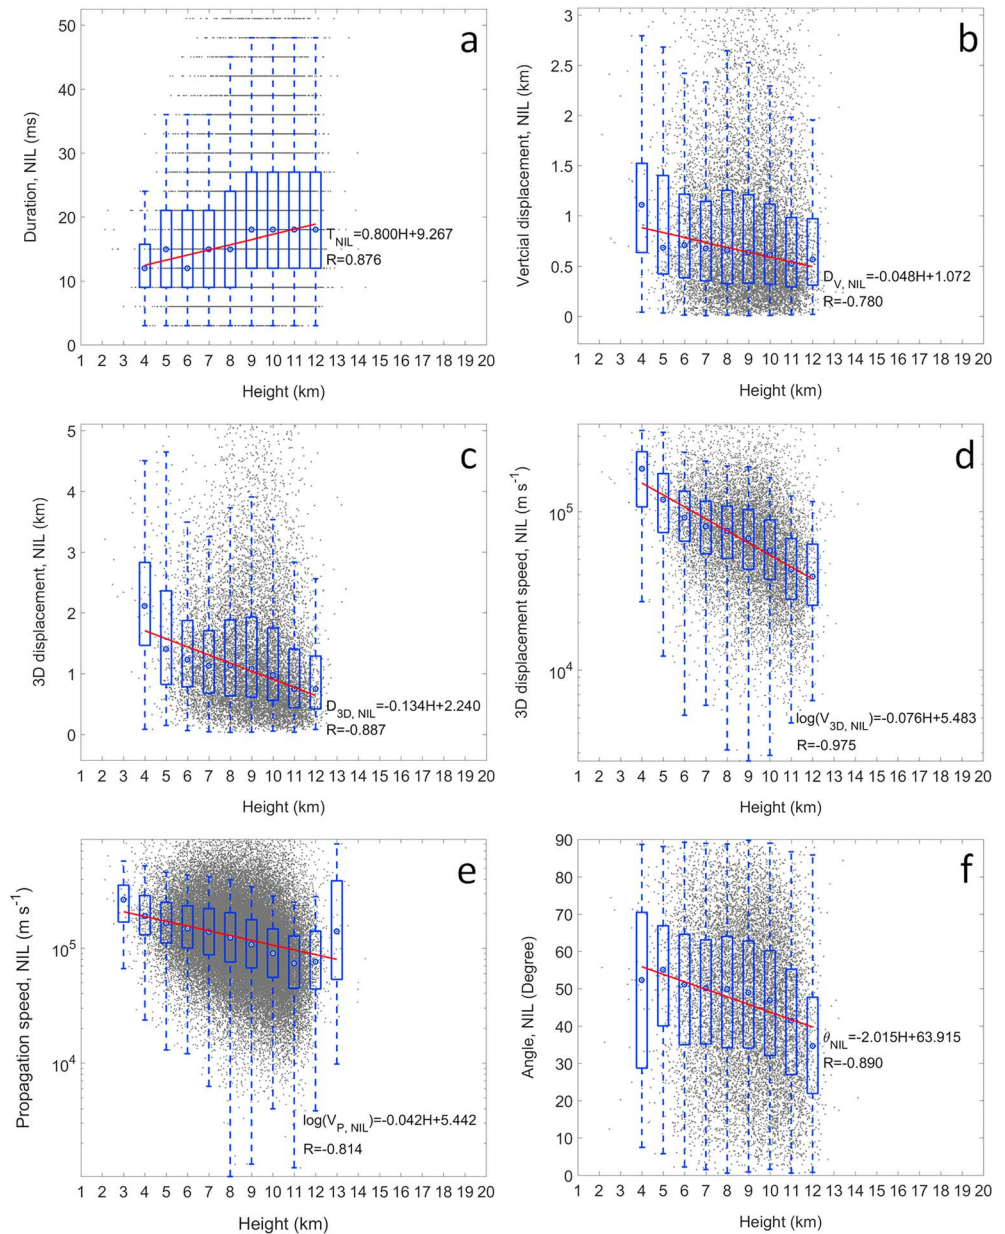 a
Duration, NIL (ms)
50
40
30
20
10
0
T_NIL=0.800H+9.267
R=0.876
1 2 3 4 5 6 7 8 9 10 11 12 13 14 15 16 17 18 19 20
Height (km)
b
Vertcial displacement, NIL (km)
3
2.5
2
1.5
1
0.5
0
D_V, NIL=-0.048H+1.072
R=-0.780
1 2 3 4 5 6 7 8 9 10 11 12 13 14 15 16 17 18 19 20
Height (km)
c
3D displacement, NIL (km)
5
4
3
2
1
0
D_3D, NIL=-0.134H+2.240
R=-0.887
1 2 3 4 5 6 7 8 9 10 11 12 13 14 15 16 17 18 19 20
Height (km)
d
3D displacement speed, NIL (m s⁻¹)
10⁵
10⁴
log(V_3D, NIL)=-0.076H+5.483
R=-0.975
1 2 3 4 5 6 7 8 9 10 11 12 13 14 15 16 17 18 19 20
Height (km)
e
Propagation speed, NIL (m s⁻¹)
10⁵
10⁴
log(V_P, NIL)=-0.042H+5.442
R=-0.814
1 2 3 4 5 6 7 8 9 10 11 12 13 14 15 16 17 18 19 20
Height (km)
f
Angle, NIL (Degree)
90
80
70
60
50
40
30
20
10
0
θ_NIL=-2.015H+63.915
R=-0.890
1 2 3 4 5 6 7 8 9 10 11 12 13 14 15 16 17 18 19 20
Height (km)